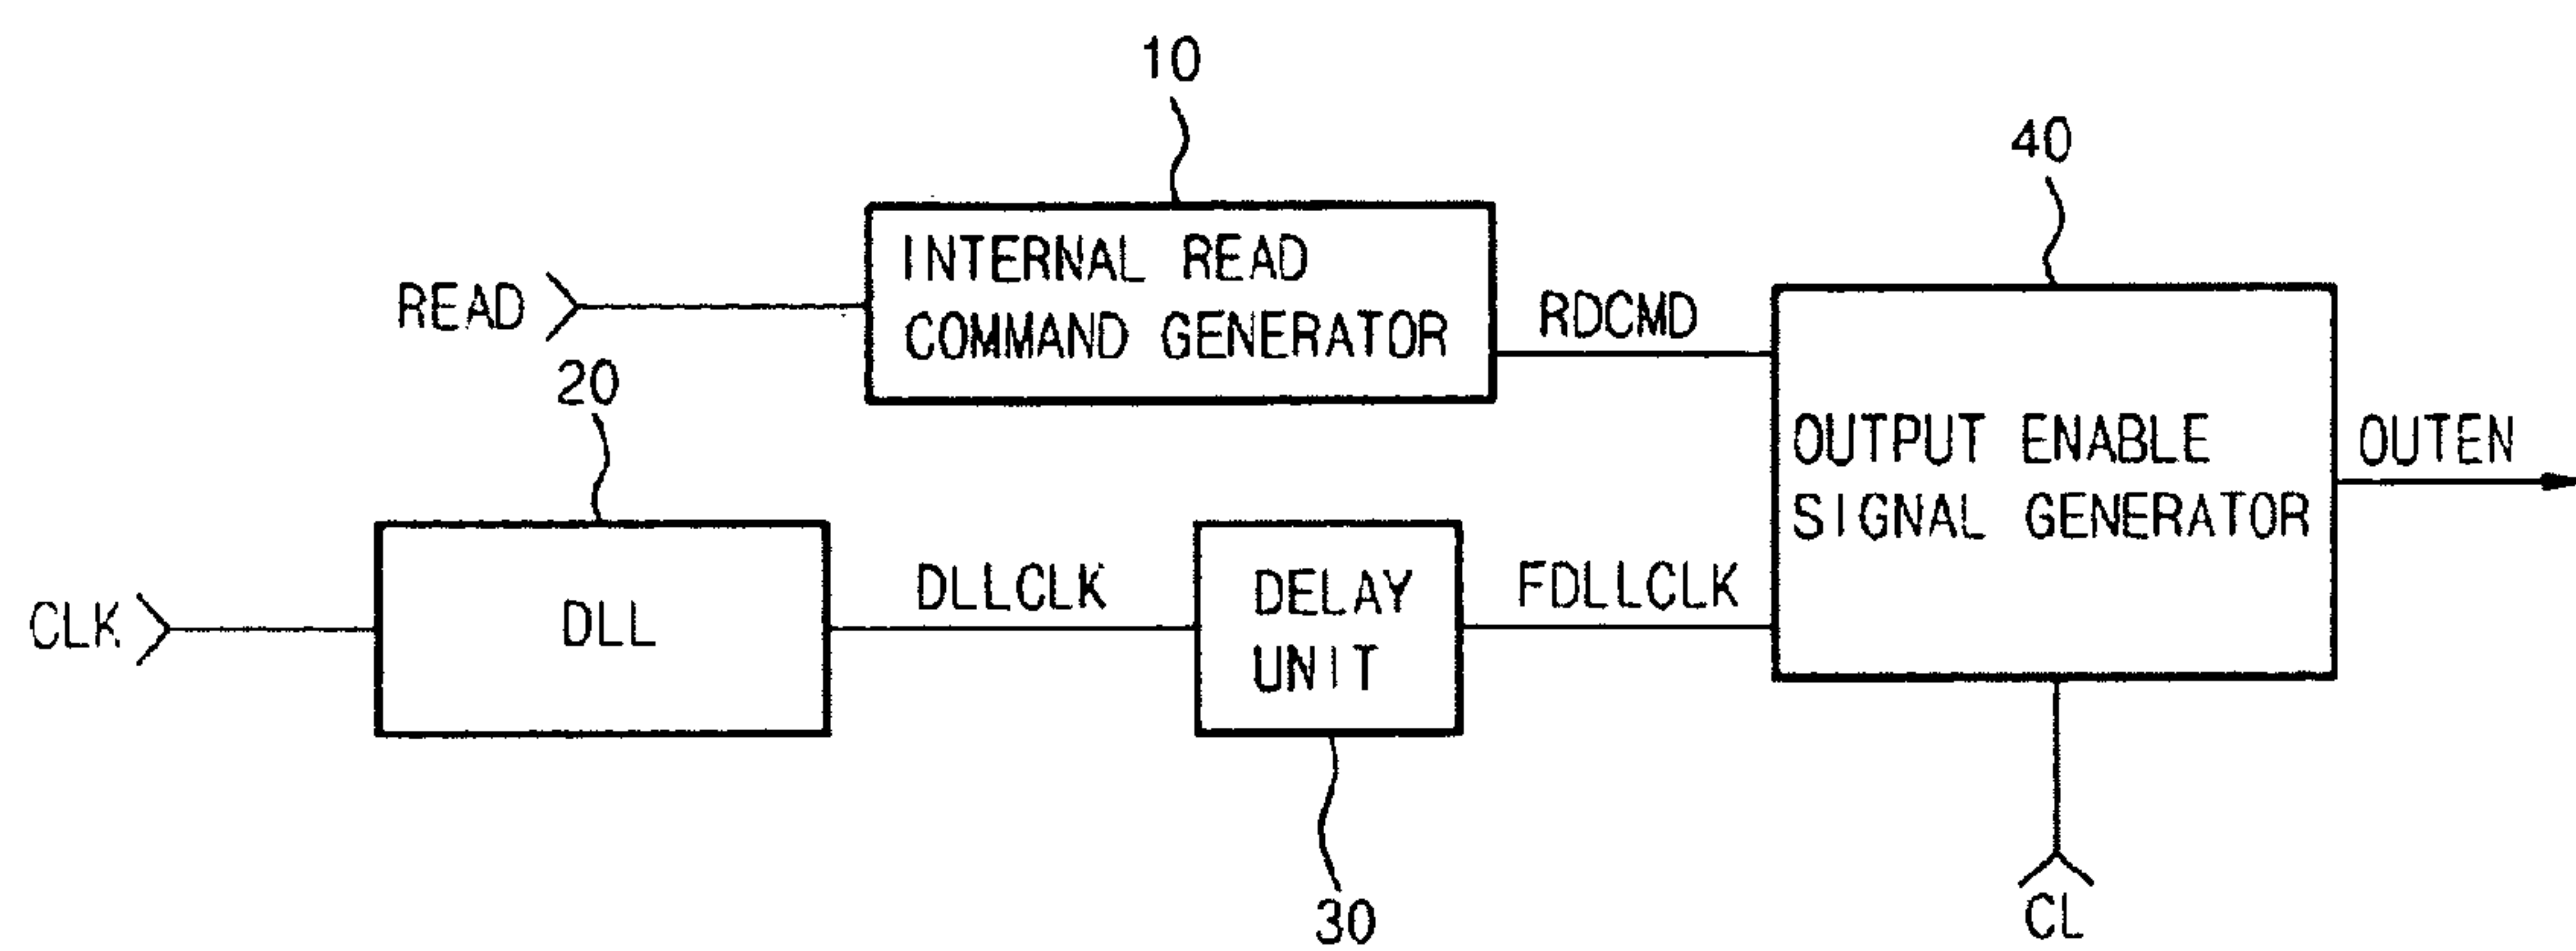 10
40
INTERNAL READ
COMMAND GENERATOR
READ
RDCMD
20
OUTPUT ENABLE
SIGNAL GENERATOR
OUTEN
CLK
DLL
DLLCLK
DELAY
UNIT
FDLLCLK
30
CL